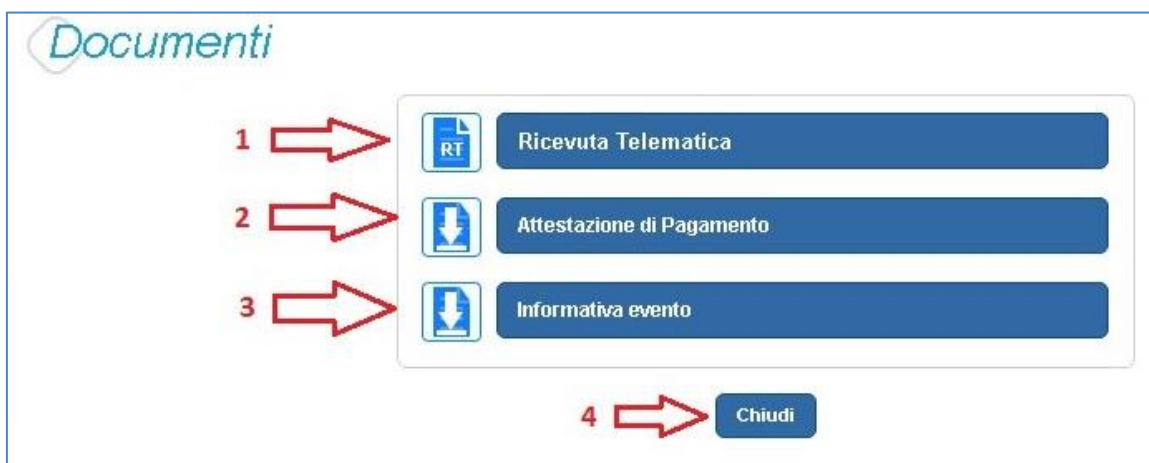 Documenti
1 RT Ricevuta Telematica
2 Attestazione di Pagamento
3 Informativa evento
4 Chiudi